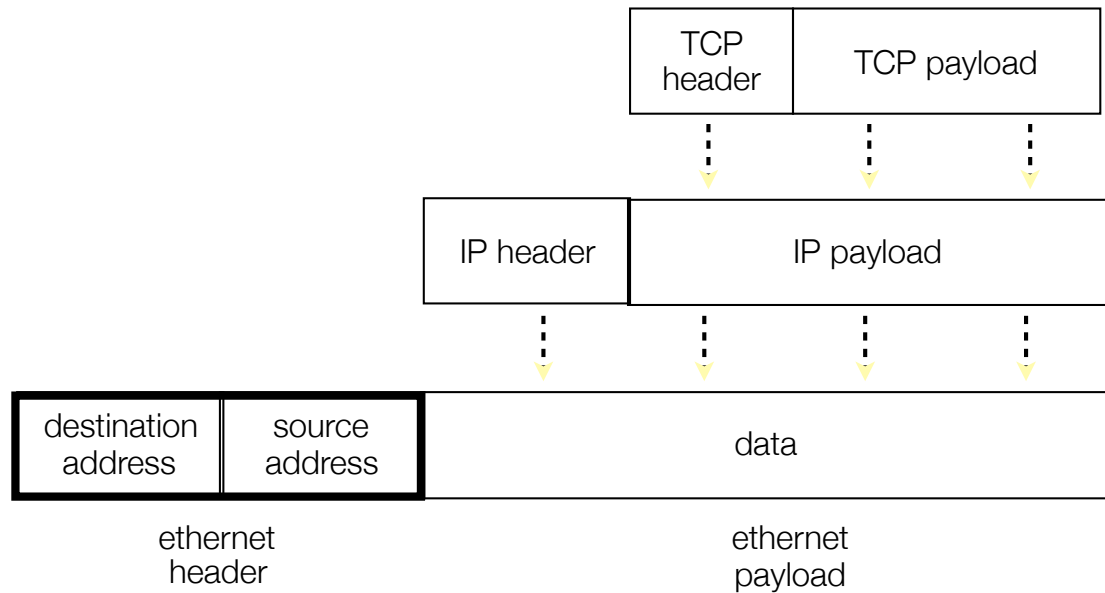 TCP
header
TCP payload
IP header
IP payload
destination
address
source
address
data
ethernet
header
ethernet
payload